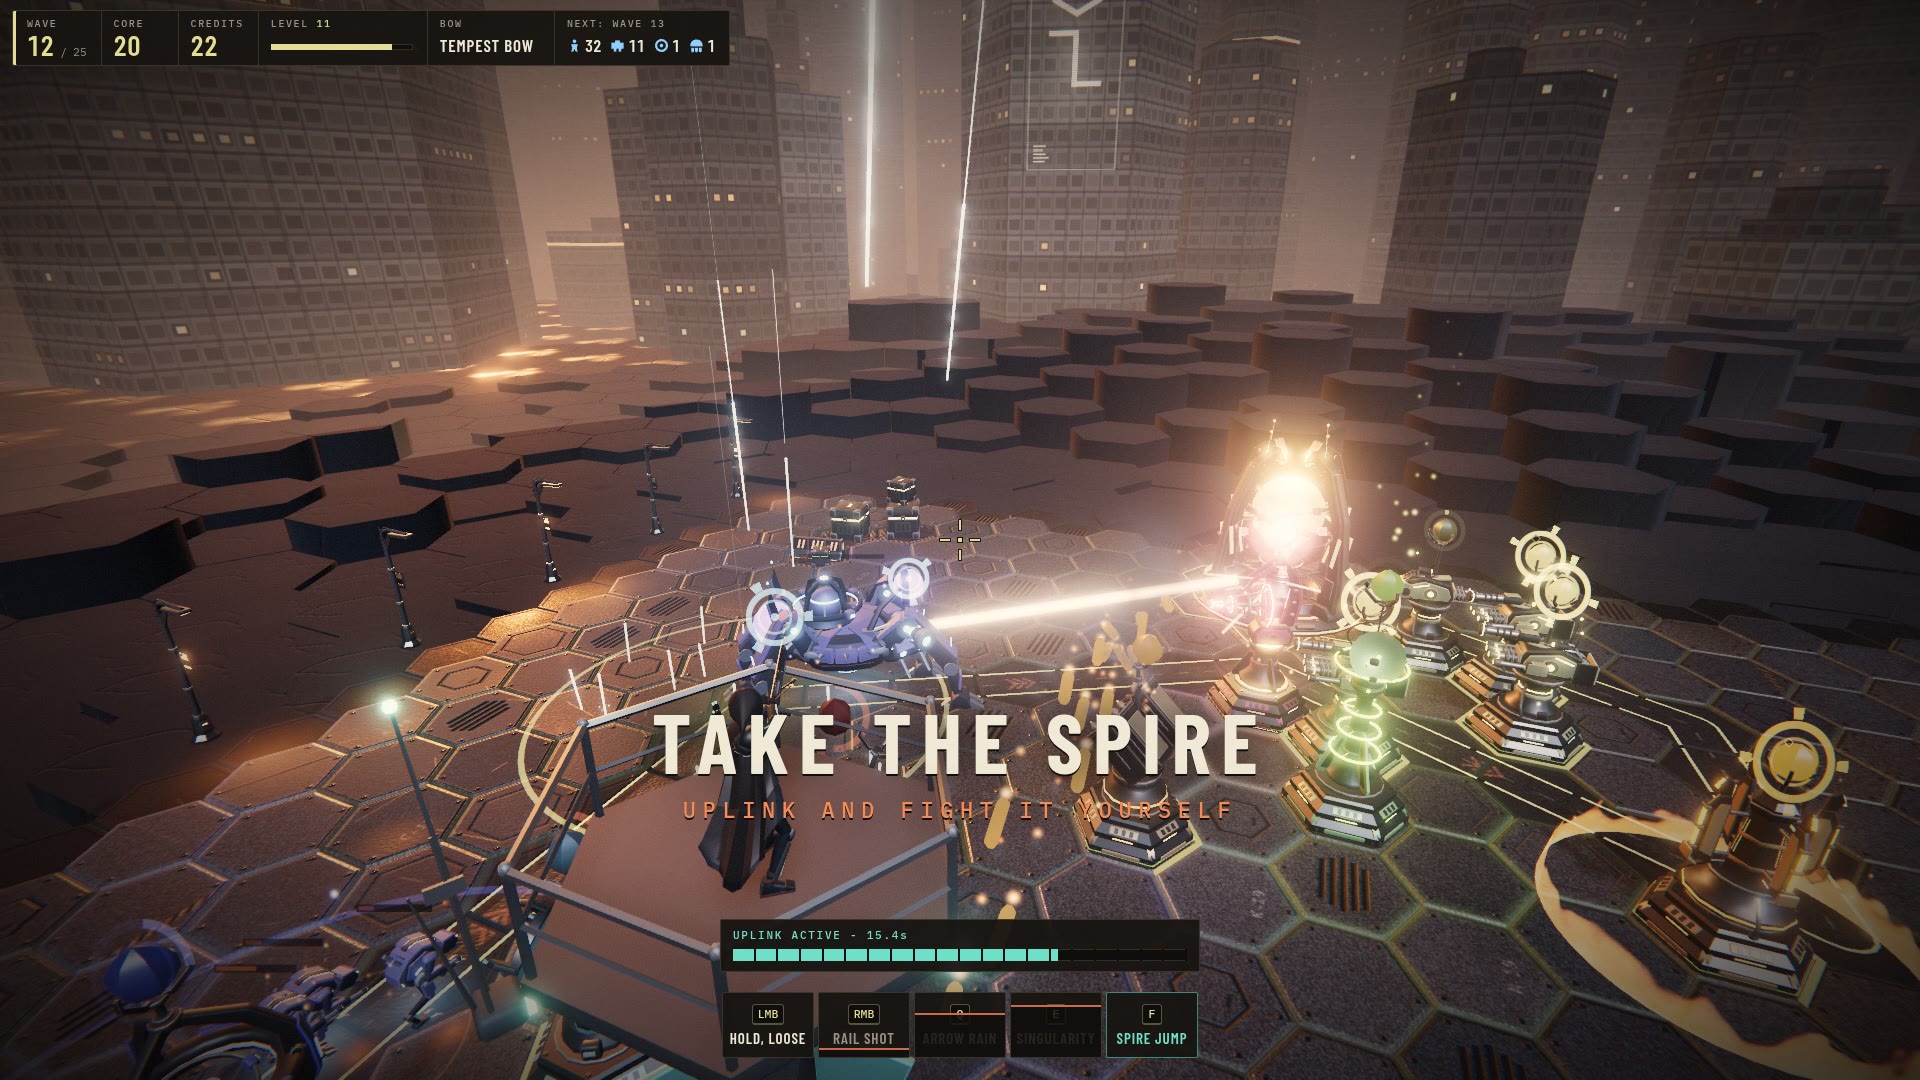 WAVE
12 / 25
CORE
20
CREDITS
22
LEVEL 11
BOW
TEMPEST BOW
NEXT: WAVE 13
32 11 1 1
TAKE THE SPIRE
UPLINK AND FIGHT IT YOURSELF
UPLINK ACTIVE - 15.4s
LMB
HOLD, LOOSE
RMB
RAIL SHOT
Q
ARROW RAIN
E
SINGULARITY
F
SPIRE JUMP